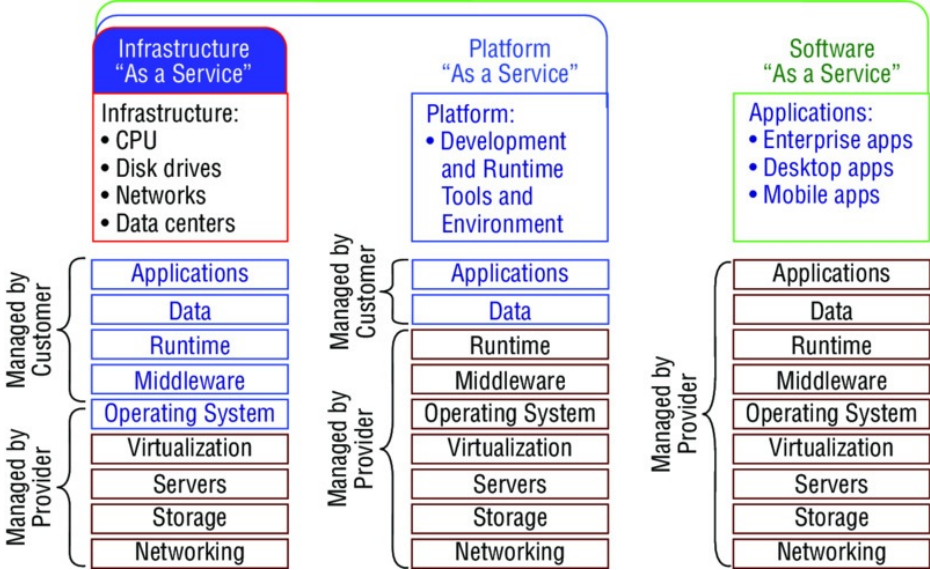 Infrastructure
“As a Service”
Infrastructure:
• CPU
• Disk drives
• Networks
• Data centers
Managed by
Customer
Applications
Data
Runtime
Middleware
Managed by
Provider
Operating System
Virtualization
Servers
Storage
Networking
Platform
“As a Service”
Platform:
• Development
and Runtime
Tools and
Environment
Managed by
Customer
Applications
Data
Managed by
Provider
Runtime
Middleware
Operating System
Virtualization
Servers
Storage
Networking
Software
“As a Service”
Applications:
• Enterprise apps
• Desktop apps
• Mobile apps
Managed by
Provider
Applications
Data
Runtime
Middleware
Operating System
Virtualization
Servers
Storage
Networking